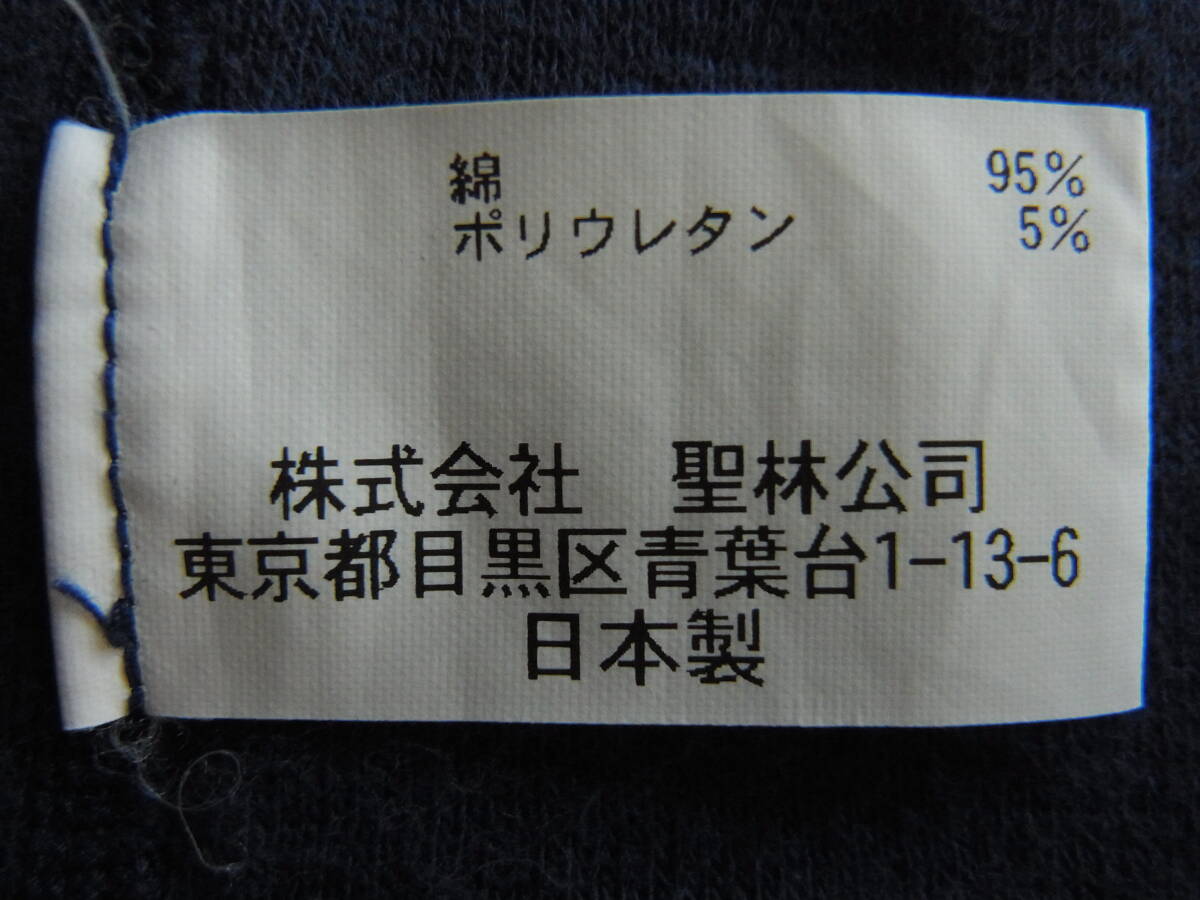 綿 95%
ポリウレタン 5%
株式会社 聖林公司
東京都目黒区青葉台1-13-6
日本製